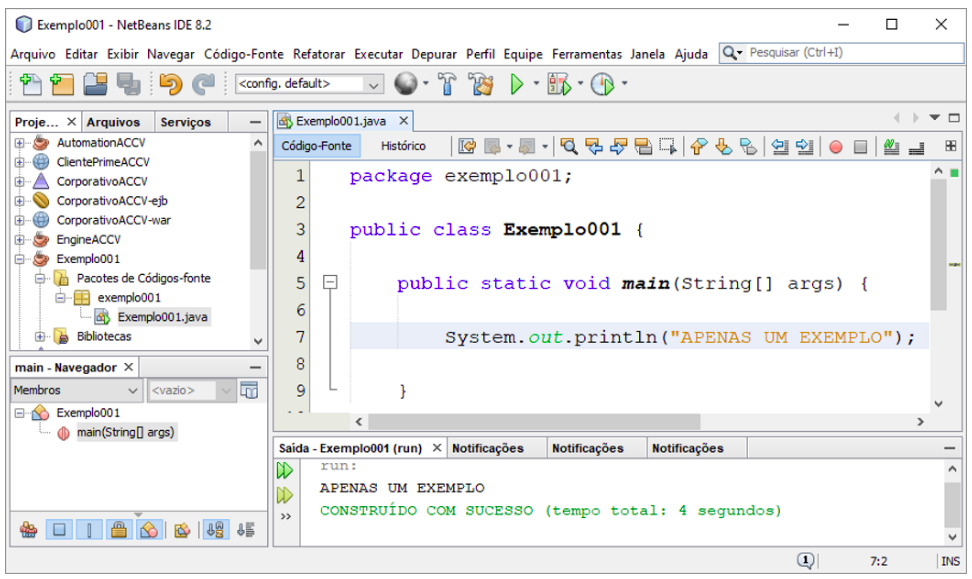 Exemplo001 - NetBeans IDE 8.2
Arquivo Editar Exibir Navegar Código-Fonte Refatorar Executar Depurar Perfil Equipe Ferramentas Janela Ajuda Pesquisar (Ctrl+I)
<config. default>
Proje... Arquivos Serviços
AutomationACCV
ClientePrimeACCV
CorporativoACCV
CorporativoACCV-ejb
CorporativoACCV-war
EngineACCV
Exemplo001
Pacotes de Códigos-fonte
exemplo001
Exemplo001.java
Bibliotecas
main - Navegador
Membros <vazio>
Exemplo001
main(String[] args)
Exemplo001.java
Código-Fonte Histórico
1 package exemplo001;
2
3 public class Exemplo001 {
4
5 public static void main(String[] args) {
6
7 System.out.println("APENAS UM EXEMPLO");
8
9 }
Saída - Exemplo001 (run) Notificações Notificações Notificações
run:
APENAS UM EXEMPLO
CONSTRUÍDO COM SUCESSO (tempo total: 4 segundos)
1 7:2 INS